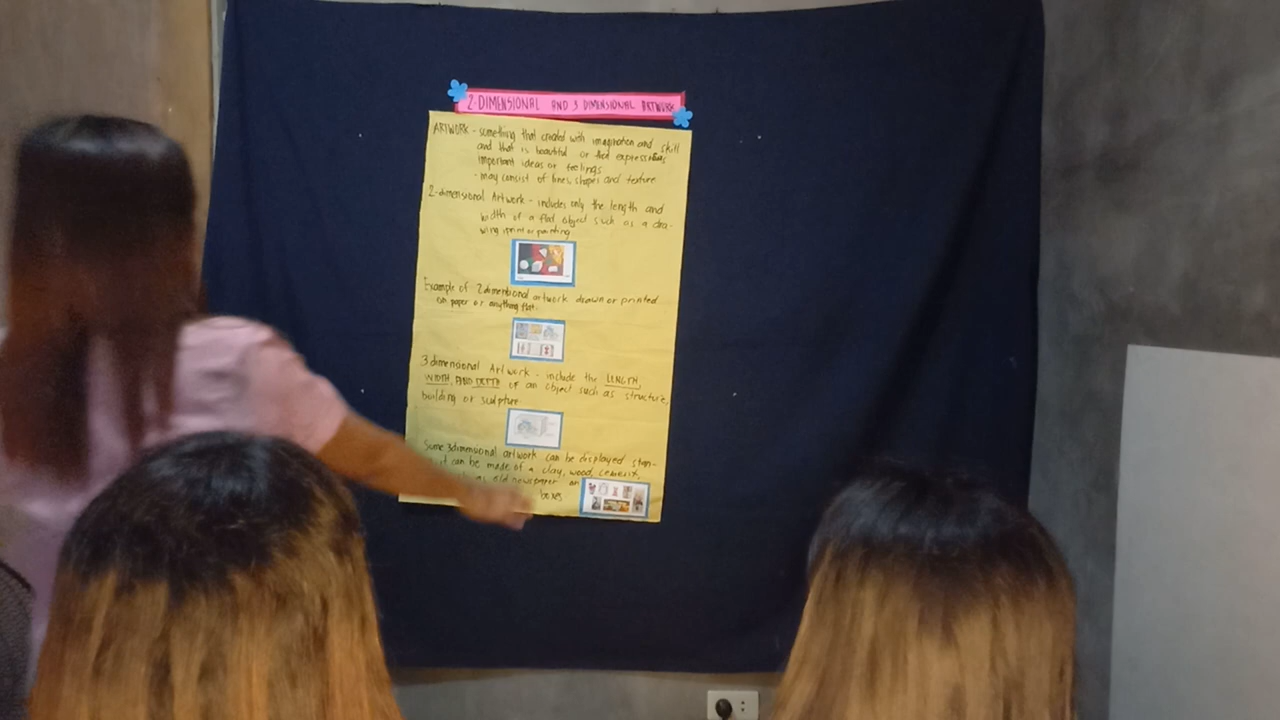 2-DIMENSIONAL AND 3 DIMENSIONAL ARTWORK
ARTWORK - something that created with imagination and skill
and that is beautiful or that expresses
important ideas or feelings
- may consist of lines, shapes and texture
2-dimensional Artwork - includes only the length and
width of a flat object such as a dra-
wing, print or painting
Example of 2 dimensional artwork drawn or printed
on paper or anything flat.
3 dimensional Artwork - include the LENGTH,
WIDTH, AND DEPTH of an object such as structure,
building or sculpture.
Some 3 dimensional artwork can be displayed stan-
it can be made of a clay, wood, cement,
as old newspaper an
boxes